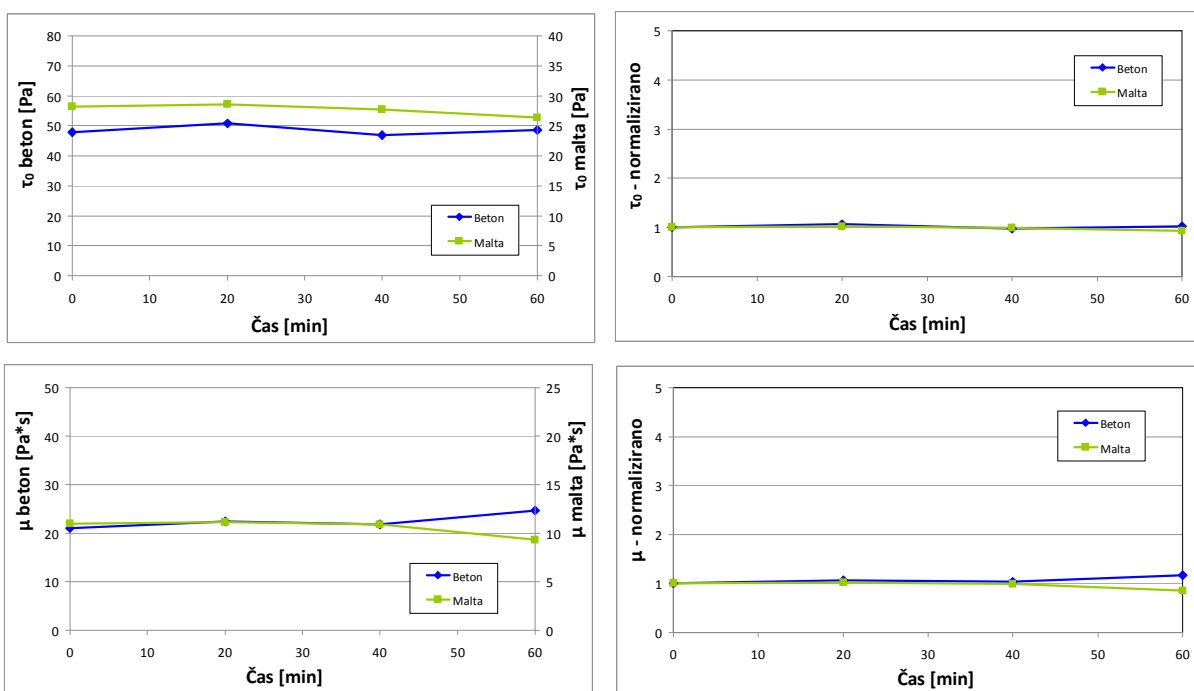 80
70
60
50
40
30
20
10
0
40
35
30
25
20
15
10
5
0
0 10 20 30 40 50 60
τ₀ beton [Pa]
τ₀ malta [Pa]
Čas [min]
Beton
Malta
5
4
3
2
1
0
0 10 20 30 40 50 60
τ₀ - normalizirano
Čas [min]
Beton
Malta
50
40
30
20
10
0
25
20
15
10
5
0
0 10 20 30 40 50 60
μ beton [Pa*s]
μ malta [Pa*s]
Čas [min]
Beton
Malta
5
4
3
2
1
0
0 10 20 30 40 50 60
μ - normalizirano
Čas [min]
Beton
Malta